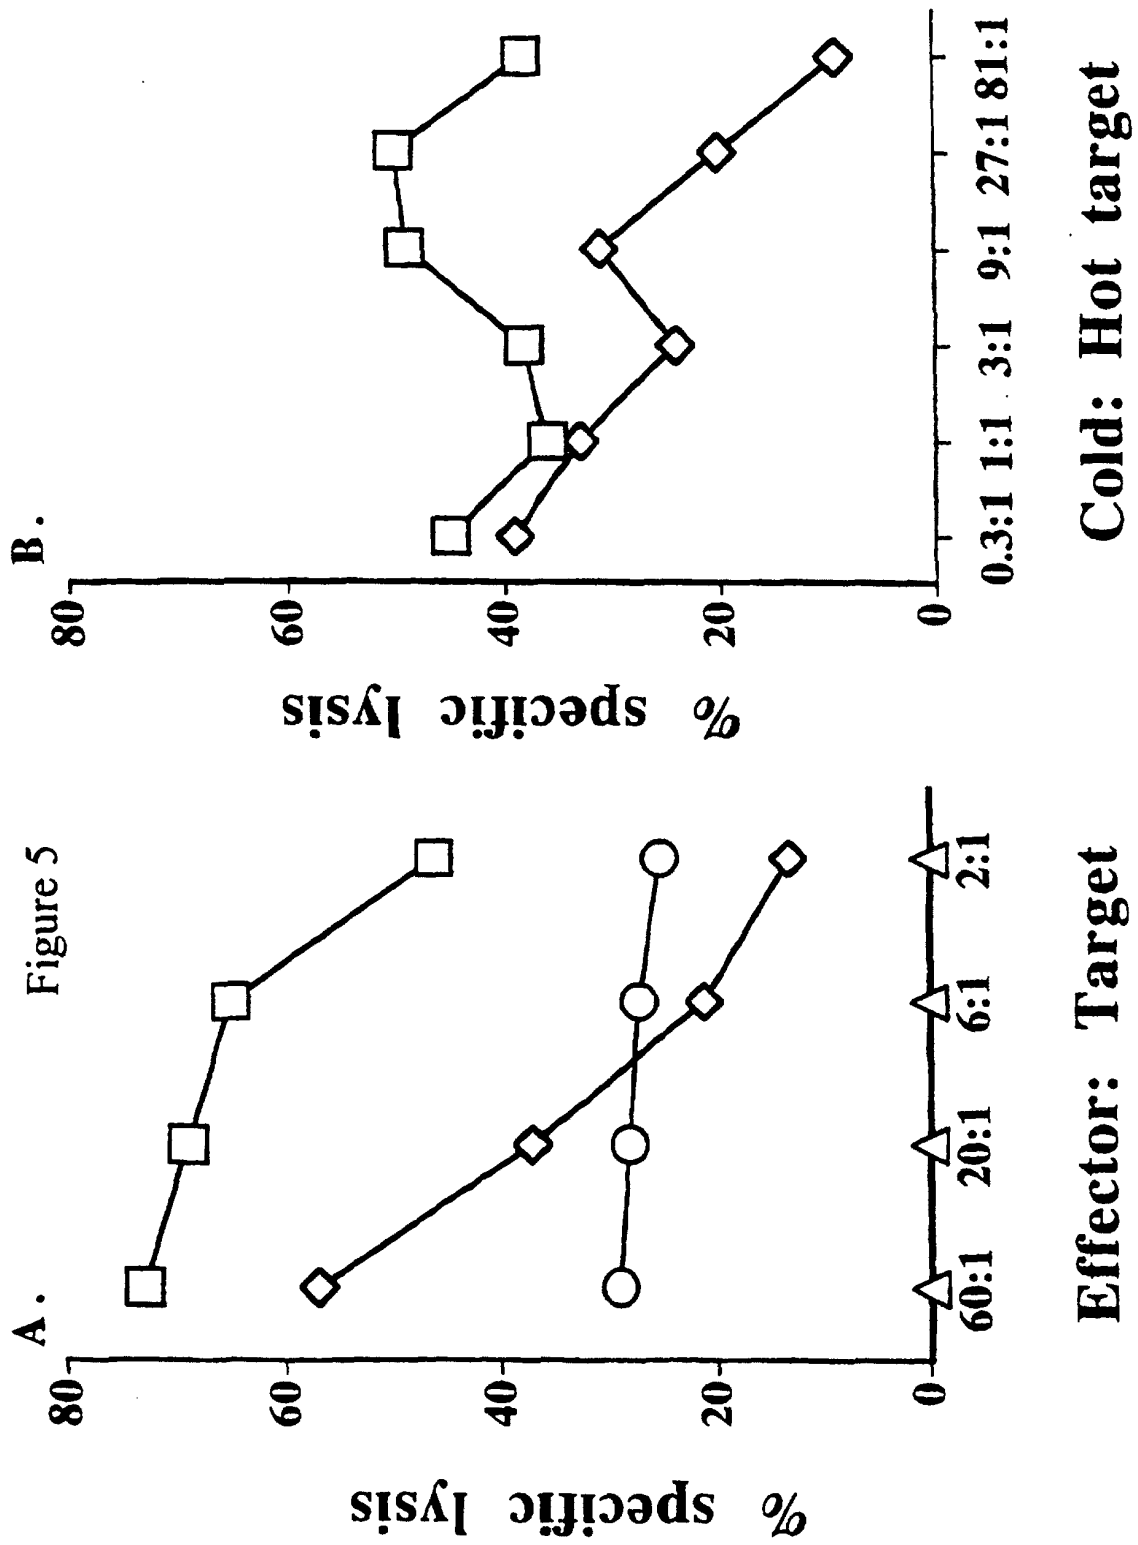 Figure 5
A.
% specific lysis
80
60
40
20
0
60:1 20:1 6:1 2:1
Effector: Target
B.
% specific lysis
80
60
40
20
0
0.3:1 1:1 3:1 9:1 27:1 81:1
Cold: Hot target